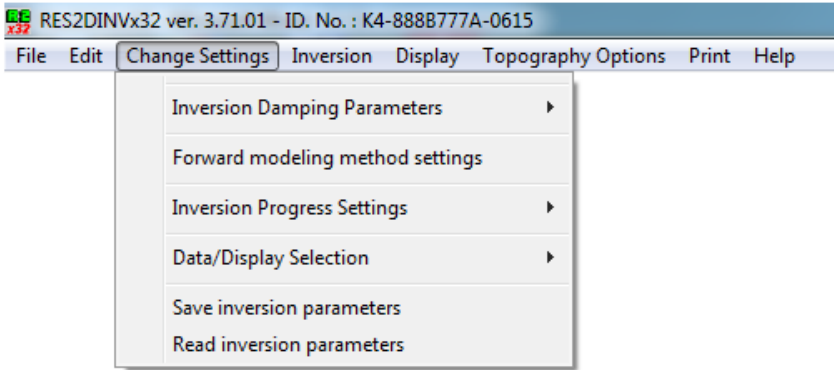 RES2DINVx32 ver. 3.71.01 - ID. No. : K4-888B777A-0615
File Edit Change Settings Inversion Display Topography Options Print Help
Inversion Damping Parameters
Forward modeling method settings
Inversion Progress Settings
Data/Display Selection
Save inversion parameters
Read inversion parameters